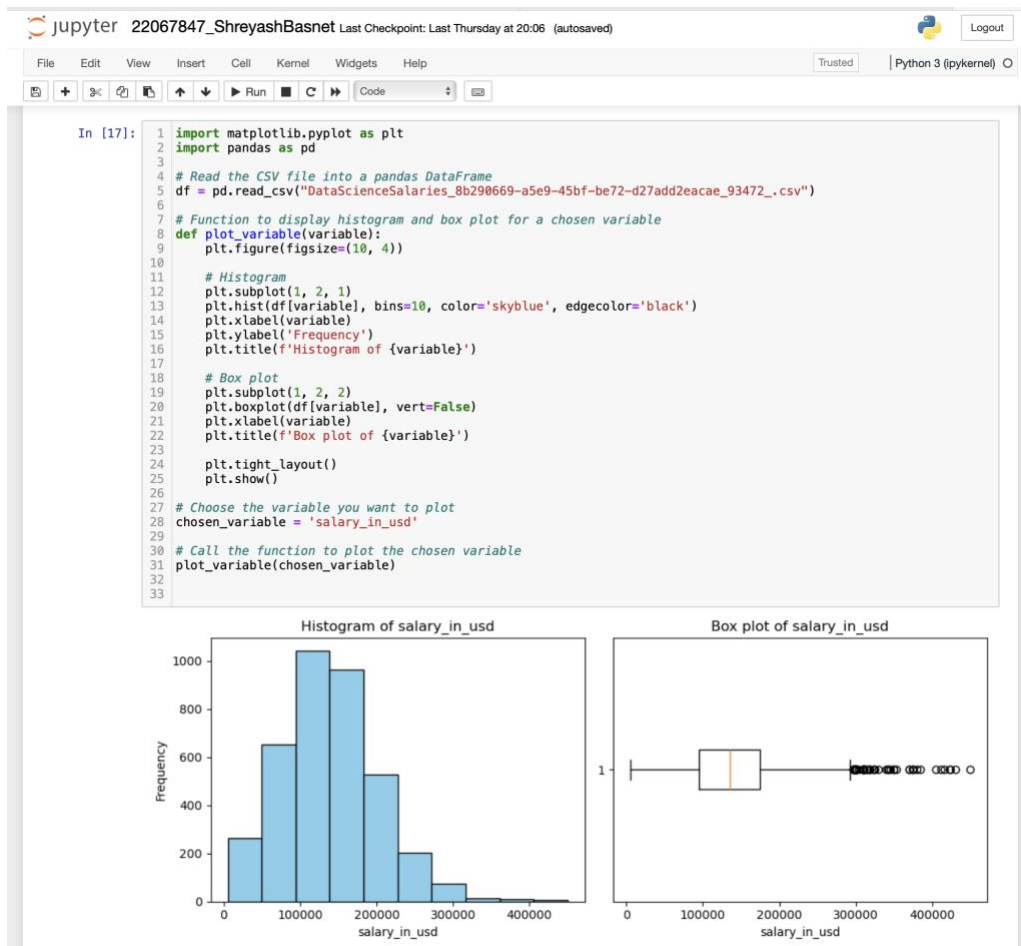 jupyter 22067847_ShreyashBasnet Last Checkpoint: Last Thursday at 20:06 (autosaved)
Logout
File Edit View Insert Cell Kernel Widgets Help
Trusted
Python 3 (ipykernel)
Run
Code
In [17]:
1 import matplotlib.pyplot as plt
2 import pandas as pd
3
4 # Read the CSV file into a pandas DataFrame
5 df = pd.read_csv("DataScienceSalaries_8b290669-a5e9-45bf-be72-d27add2eacae_93472_.csv")
6
7 # Function to display histogram and box plot for a chosen variable
8 def plot_variable(variable):
9     plt.figure(figsize=(10, 4))
10
11     # Histogram
12     plt.subplot(1, 2, 1)
13     plt.hist(df[variable], bins=10, color='skyblue', edgecolor='black')
14     plt.xlabel(variable)
15     plt.ylabel('Frequency')
16     plt.title(f'Histogram of {variable}')
17
18     # Box plot
19     plt.subplot(1, 2, 2)
20     plt.boxplot(df[variable], vert=False)
21     plt.xlabel(variable)
22     plt.title(f'Box plot of {variable}')
23
24     plt.tight_layout()
25     plt.show()
26
27 # Choose the variable you want to plot
28 chosen_variable = 'salary_in_usd'
29
30 # Call the function to plot the chosen variable
31 plot_variable(chosen_variable)
32
33
Histogram of salary_in_usd
Frequency
1000
800
600
400
200
0
0 100000 200000 300000 400000
salary_in_usd
Box plot of salary_in_usd
1
0 100000 200000 300000 400000
salary_in_usd